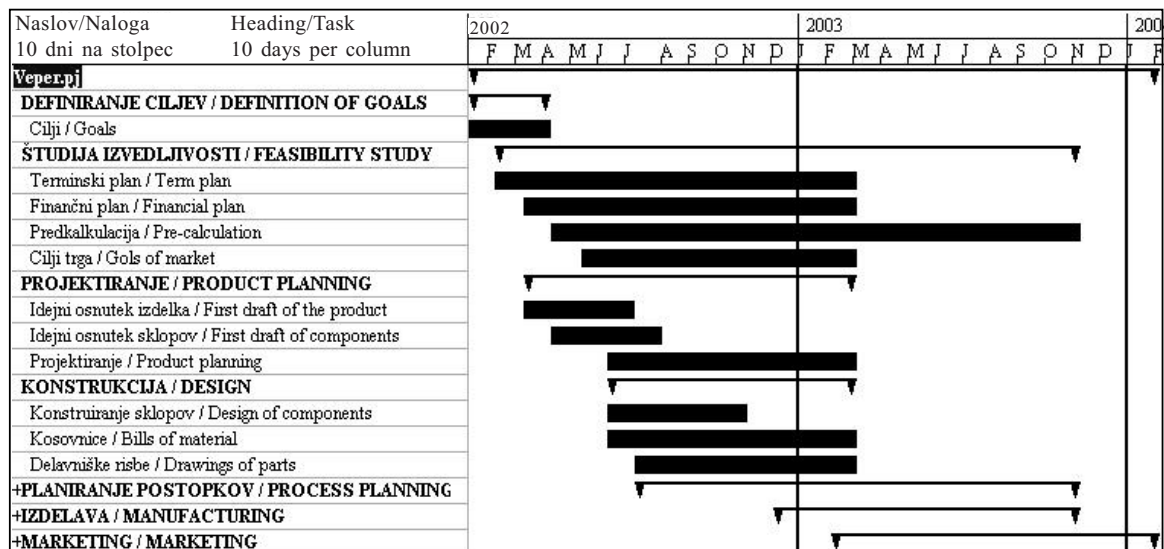 Naslov/Naloga Heading/Task 2002 2003 200
10 dni na stolpec 10 days per column F M A M J J A S O N D J F M A M J J A S O N D J F
Veper.pj
DEFINIRANJE CILJEV / DEFINITION OF GOALS
Cilji / Goals
ŠTUDIJA IZVEDLJIVOSTI / FEASIBILITY STUDY
Terminski plan / Term plan
Finančni plan / Financial plan
Predkalkulacija / Pre-calculation
Cilji trga / Gols of market
PROJEKTIRANJE / PRODUCT PLANNING
Idejni osnutek izdelka / First draft of the product
Idejni osnutek sklopov / First draft of components
Projektiranje / Product planning
KONSTRUKCIJA / DESIGN
Konstruiranje sklopov / Design of components
Kosovnice / Bills of material
Delavniške risbe / Drawings of parts
+PLANIRANJE POSTOPKOV / PROCESS PLANNING
+IZDELAVA / MANUFACTURING
+MARKETING / MARKETING